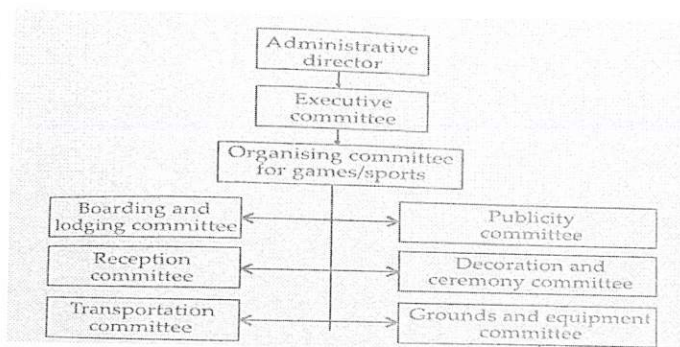 Administrative
director
Executive
committee
Organising committee
for games/sports
Boarding and
lodging committee
Publicity
committee
Reception
committee
Decoration and
ceremony committee
Transportation
committee
Grounds and equipment
committee